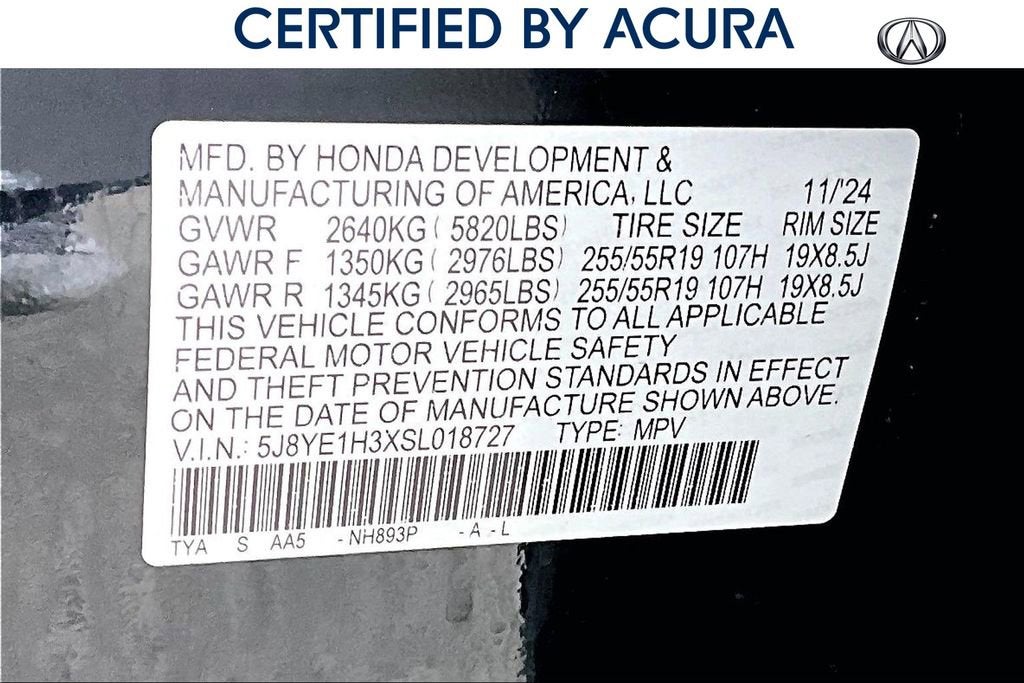 CERTIFIED BY ACURA
MFD. BY HONDA DEVELOPMENT &
MANUFACTURING OF AMERICA, LLC 11/'24
GVWR 2640KG ( 5820LBS) TIRE SIZE RIM SIZE
GAWR F 1350KG ( 2976LBS) 255/55R19 107H 19X8.5J
GAWR R 1345KG ( 2965LBS) 255/55R19 107H 19X8.5J
THIS VEHICLE CONFORMS TO ALL APPLICABLE
FEDERAL MOTOR VEHICLE SAFETY
AND THEFT PREVENTION STANDARDS IN EFFECT
ON THE DATE OF MANUFACTURE SHOWN ABOVE.
V.I.N.: 5J8YE1H3XSL018727 TYPE: MPV
TYA S AA5 - NH893P - A - L